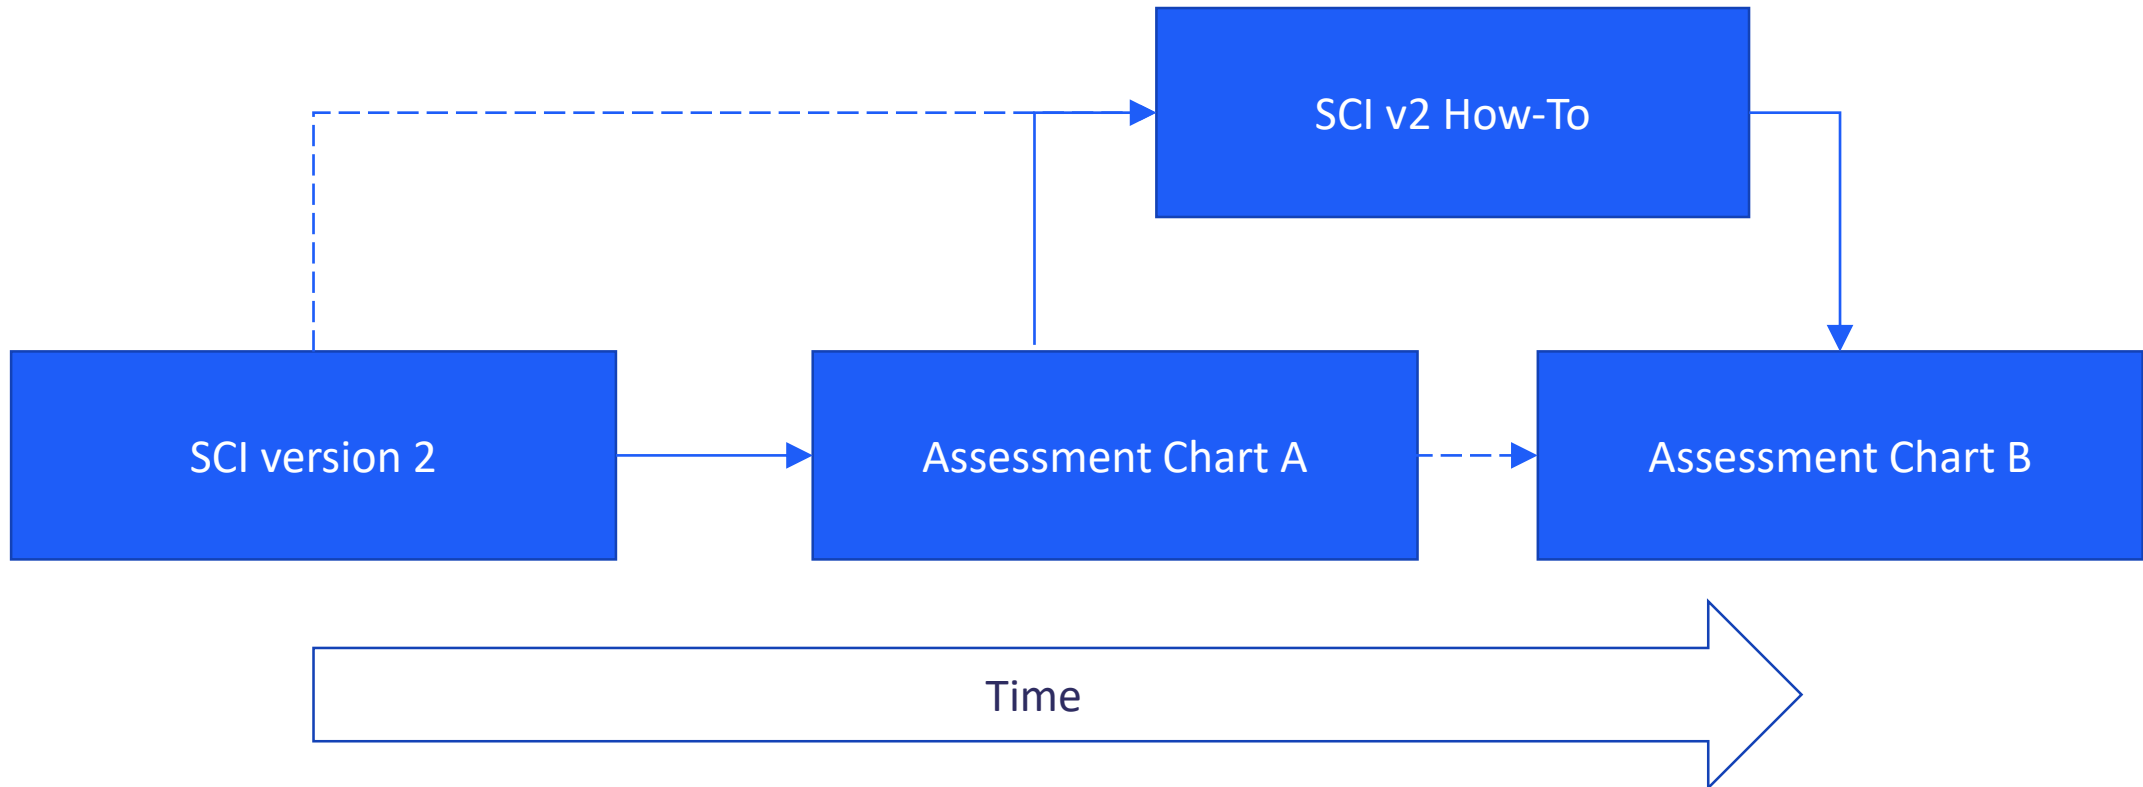 SCI v2 How-To
SCI version 2
Assessment Chart A
Assessment Chart B
Time